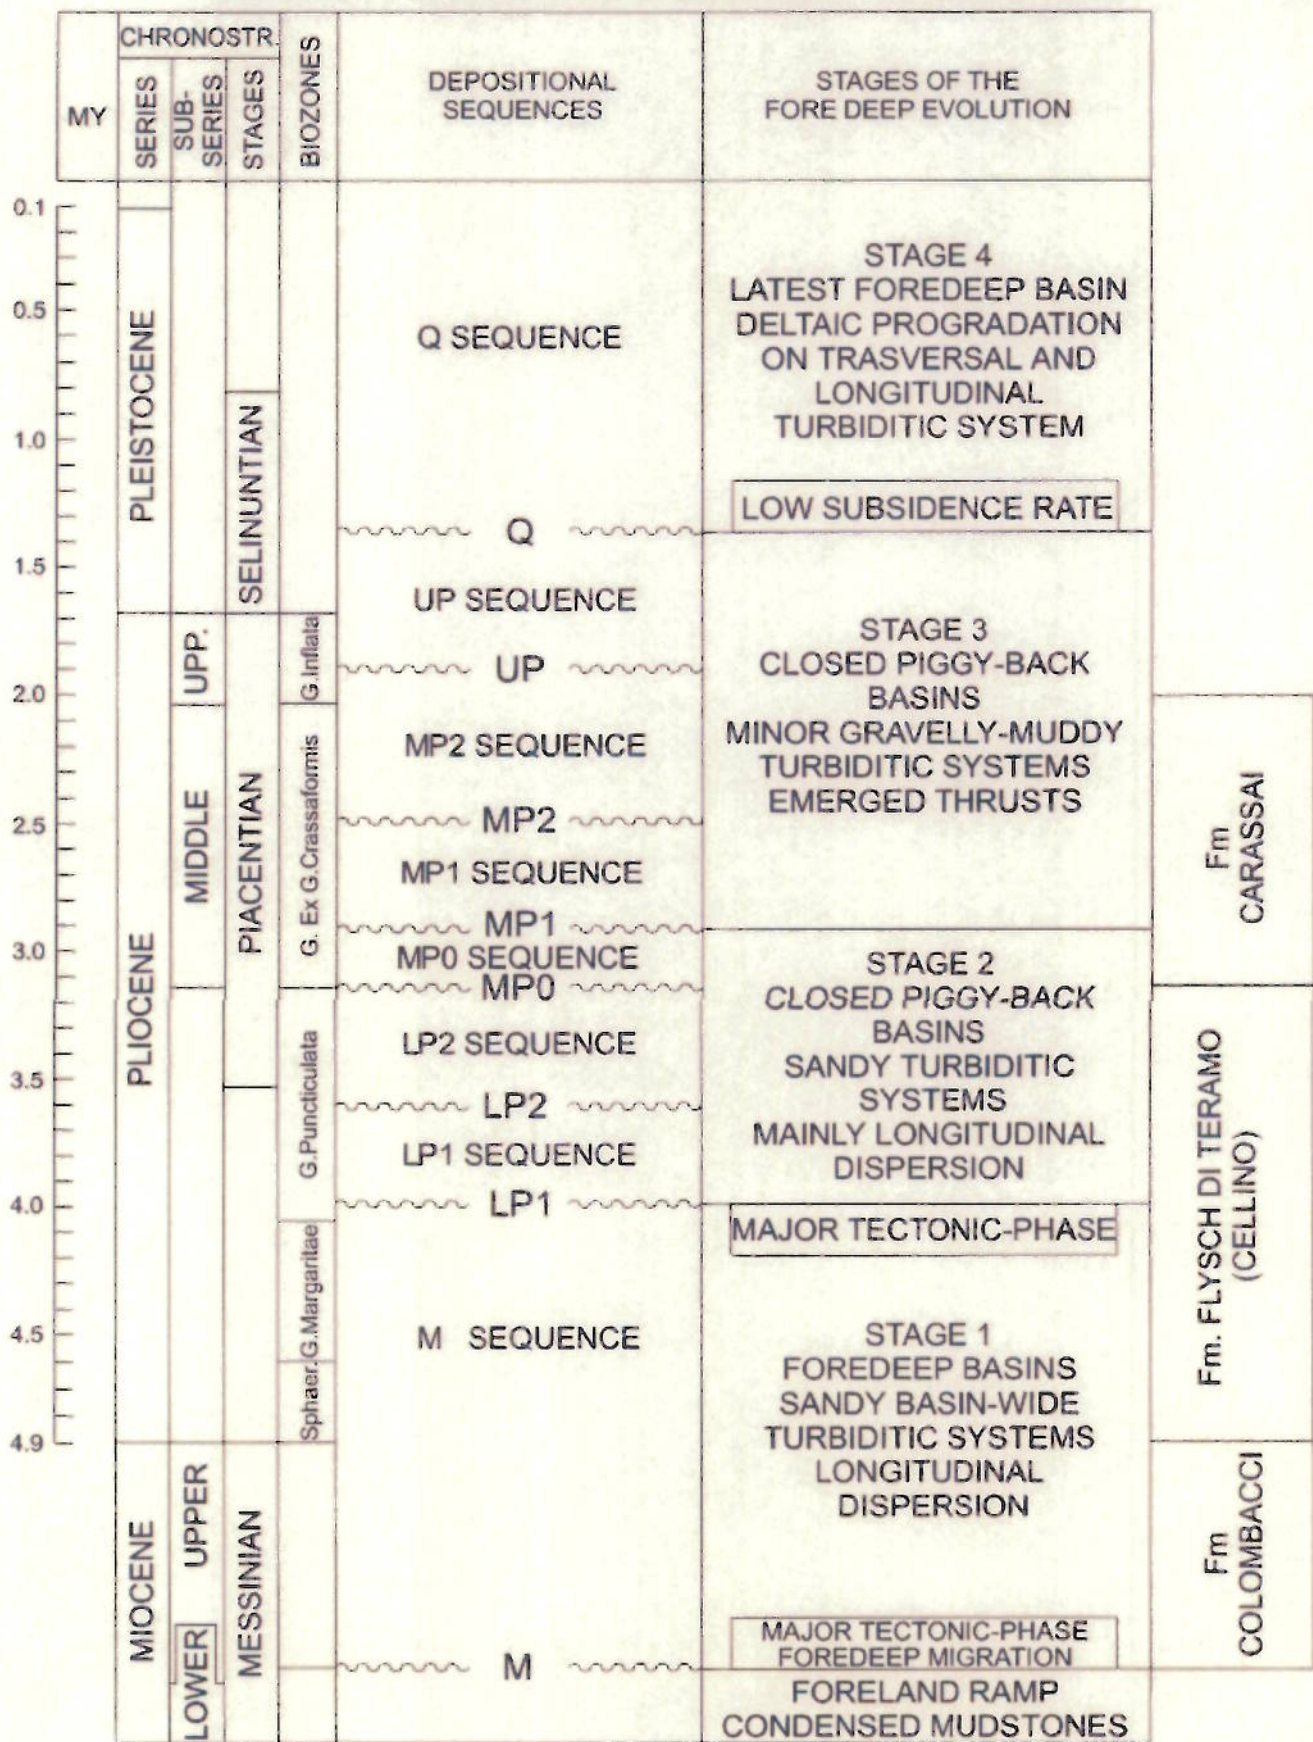 MY
CHRONOSTR.
SERIES
SUB-
SERIES
STAGES
BIOZONES
DEPOSITIONAL
SEQUENCES
STAGES OF THE
FORE DEEP EVOLUTION
0.1
0.5
1.0
1.5
2.0
2.5
3.0
3.5
4.0
4.5
4.9
PLEISTOCENE
PLIOCENE
MIOCENE
UPP.
MIDDLE
UPPER
LOWER
SELINUNTIAN
PIACENTIAN
MESSINIAN
G.Inflata
G. Ex G.Crassaformis
G.Puncticulata
G.Margaritae
Sphaer.
Q SEQUENCE
Q
UP SEQUENCE
UP
MP2 SEQUENCE
MP2
MP1 SEQUENCE
MP1
MP0 SEQUENCE
MP0
LP2 SEQUENCE
LP2
LP1 SEQUENCE
LP1
M SEQUENCE
M
STAGE 4
LATEST FOREDEEP BASIN
DELTAIC PROGRADATION
ON TRASVERSAL AND
LONGITUDINAL
TURBIDITIC SYSTEM
LOW SUBSIDENCE RATE
STAGE 3
CLOSED PIGGY-BACK
BASINS
MINOR GRAVELLY-MUDDY
TURBIDITIC SYSTEMS
EMERGED THRUSTS
STAGE 2
CLOSED PIGGY-BACK
BASINS
SANDY TURBIDITIC
SYSTEMS
MAINLY LONGITUDINAL
DISPERSION
MAJOR TECTONIC-PHASE
STAGE 1
FOREDEEP BASINS
SANDY BASIN-WIDE
TURBIDITIC SYSTEMS
LONGITUDINAL
DISPERSION
MAJOR TECTONIC-PHASE
FOREDEEP MIGRATION
FORELAND RAMP
CONDENSED MUDSTONES
Fm
CARASSAI
Fm. FLYSCH DI TERAMO
(CELLINO)
Fm
COLOMBACCI